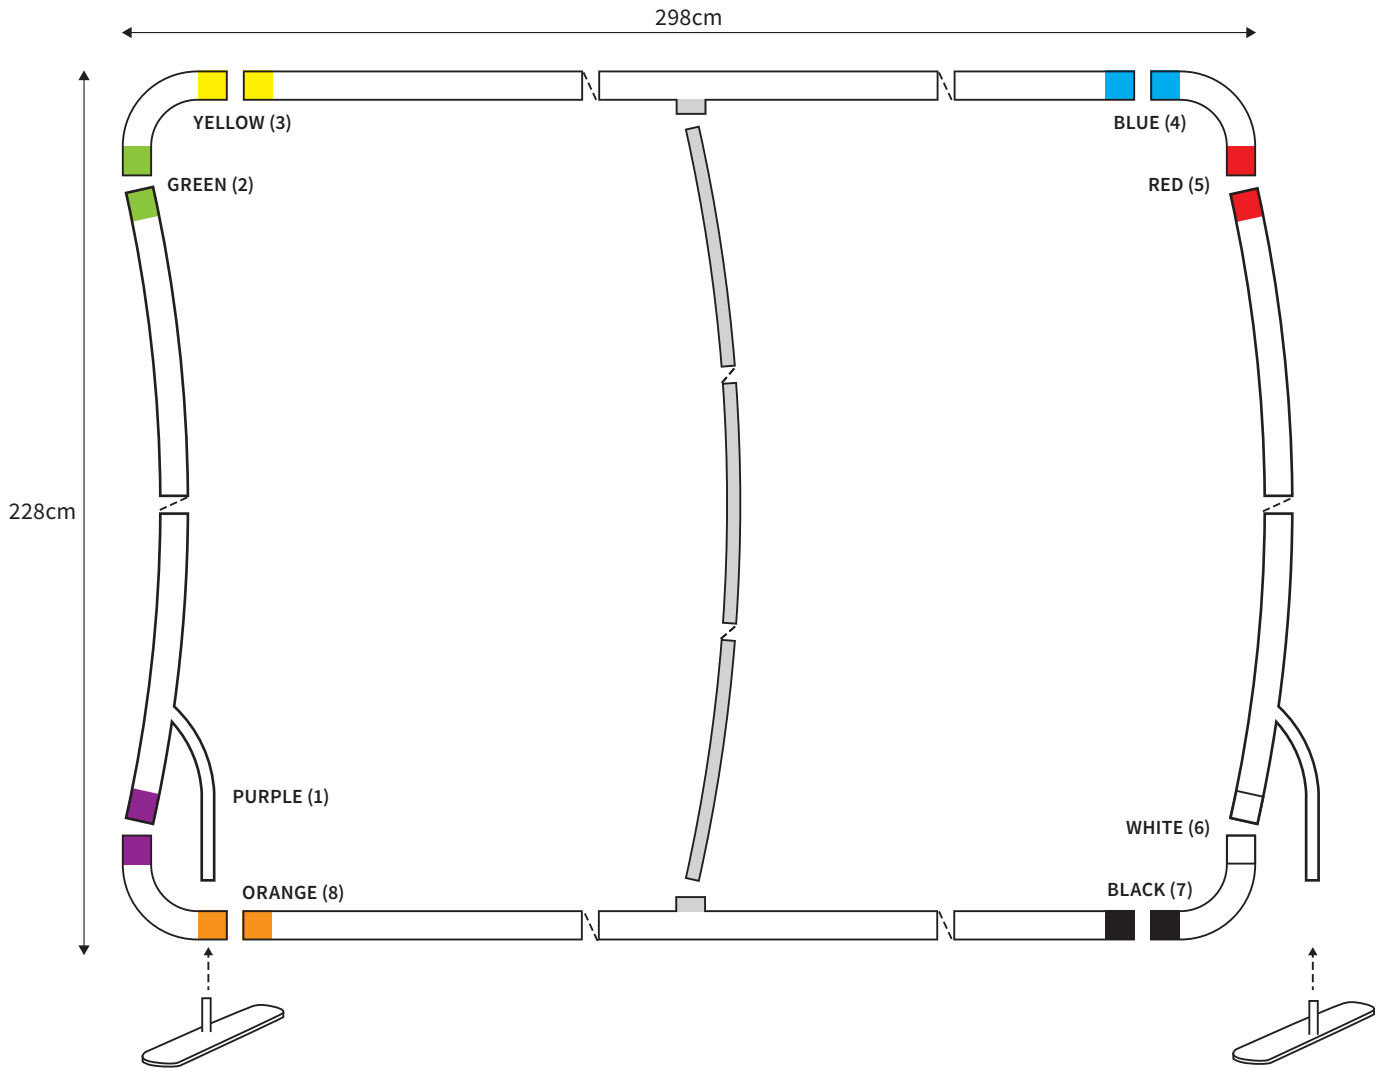 298cm
YELLOW (3)
BLUE (4)
GREEN (2)
RED (5)
228cm
PURPLE (1)
WHITE (6)
ORANGE (8)
BLACK (7)